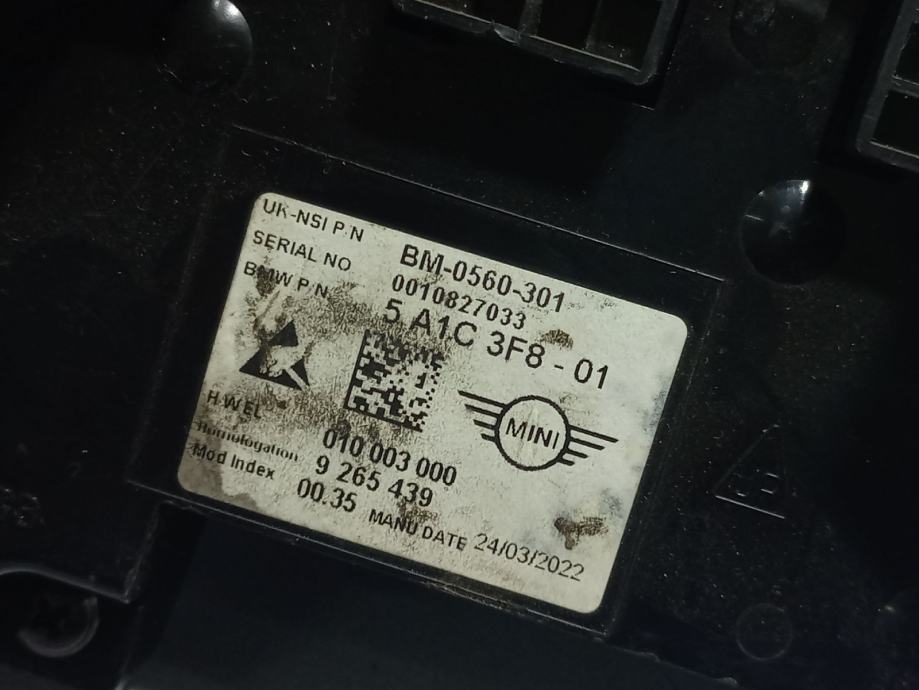 UK-NSI P/N BM-0560-301
SERIAL NO 0010827033
BMW P/N 5 A1C 3F8 - 01
MINI
H W EL 010 003 000
Homologation 9 265 439
Mod Index 00.35
MANU DATE 24/03/2022